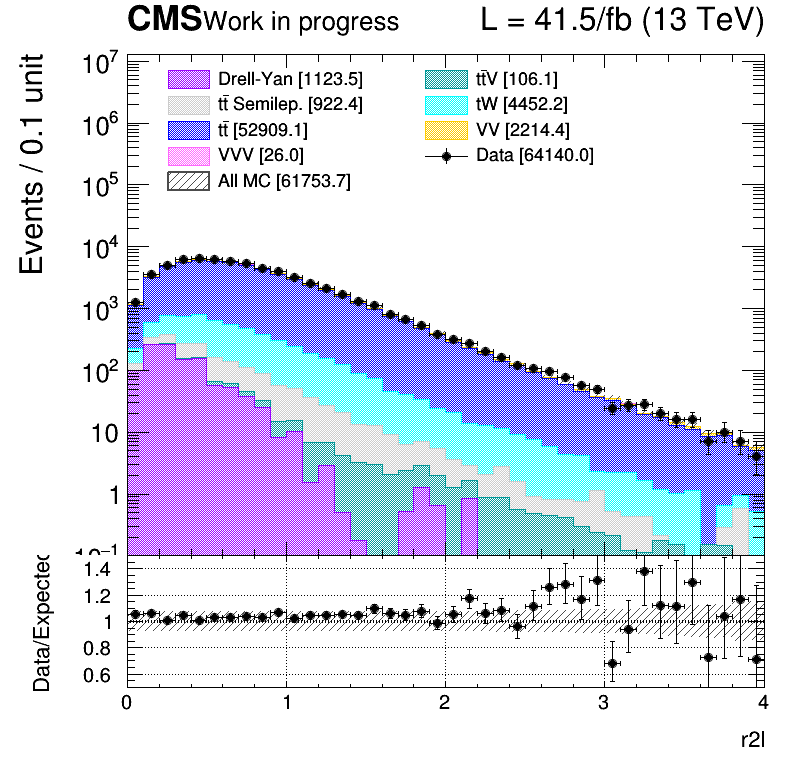 CMS Work in progress L = 41.5/fb (13 TeV)
Events / 0.1 unit
10⁷
10⁶
10⁵
10⁴
10³
10²
10
1
10⁻¹
Drell-Yan [1123.5]
tt̄ Semilep. [922.4]
tt̄ [52909.1]
VVV [26.0]
All MC [61753.7]
tt̄V [106.1]
tW [4452.2]
VV [2214.4]
Data [64140.0]
Data/Expected
1.4
1.2
1
0.8
0.6
0 1 2 3 4
r2l